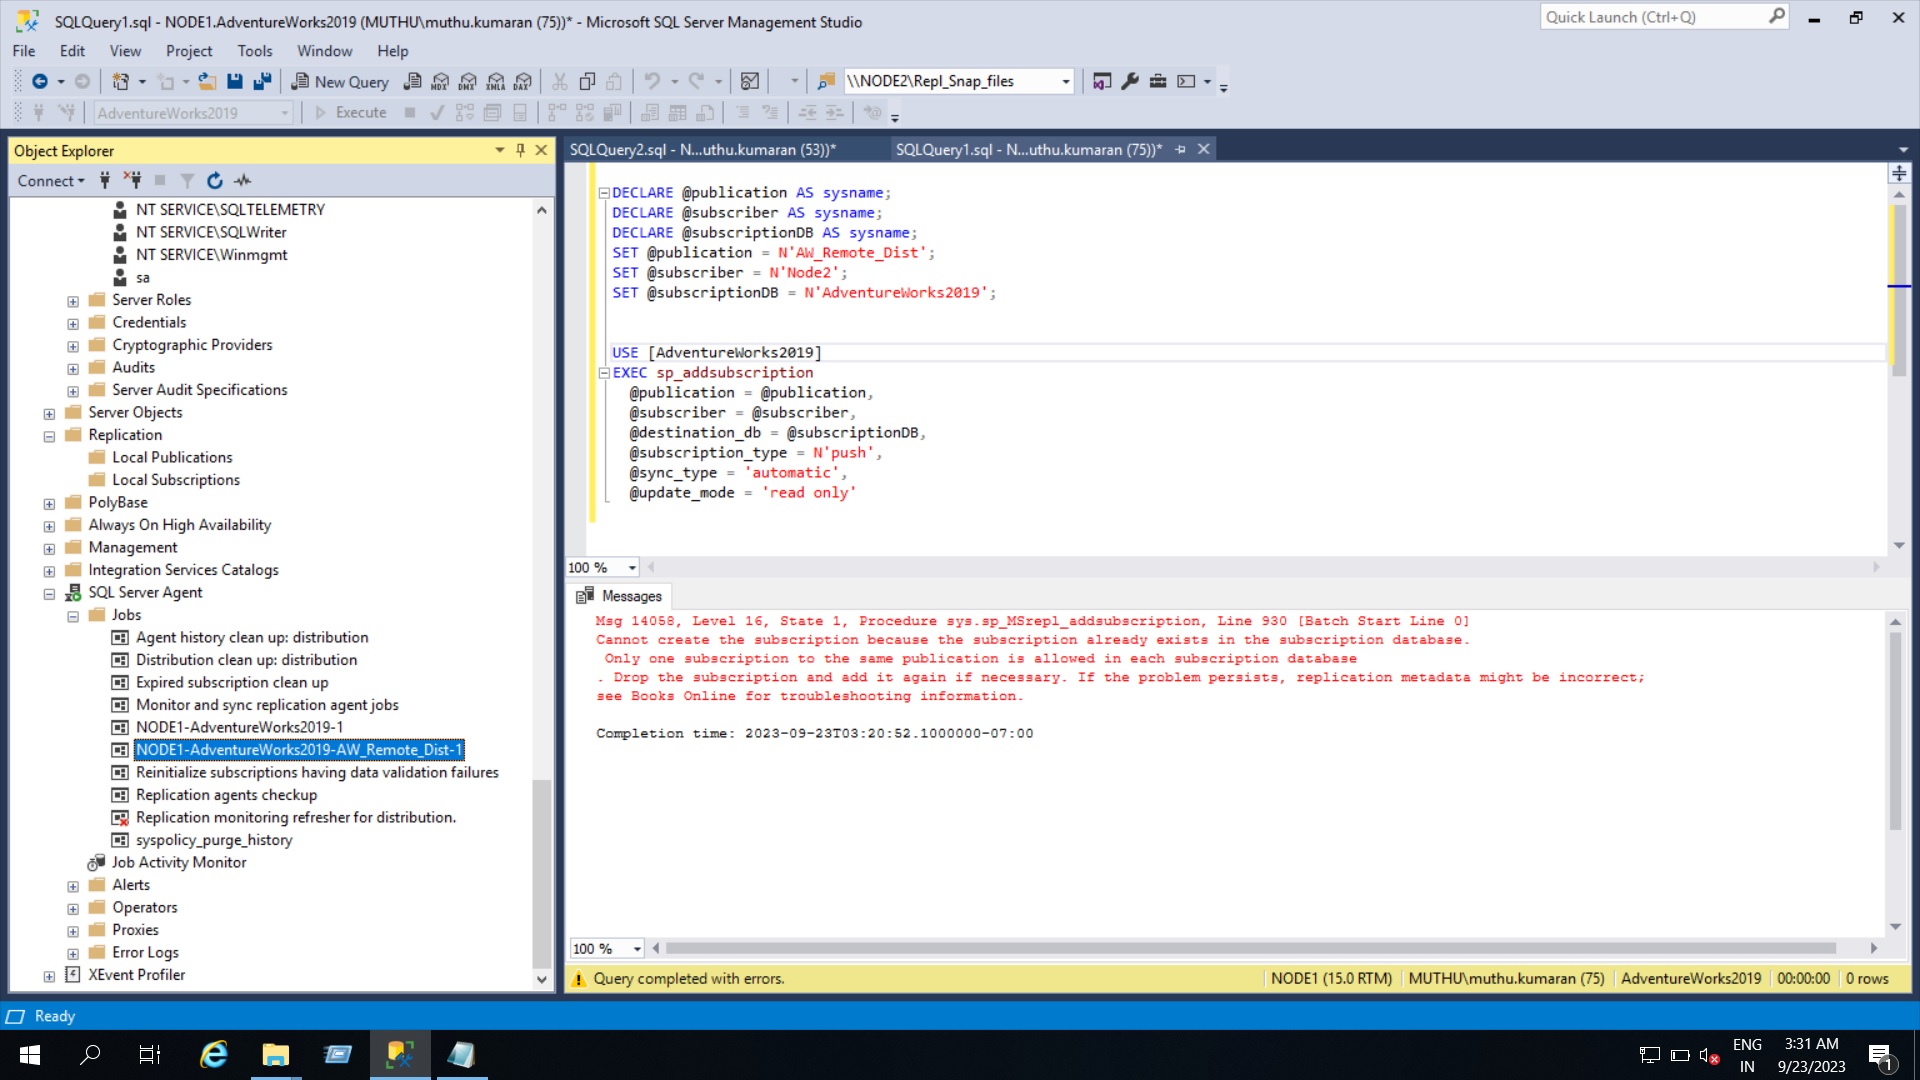 SQLQuery1.sql - NODE1.AdventureWorks2019 (MUTHU\muthu.kumaran (75))* - Microsoft SQL Server Management Studio
Quick Launch (Ctrl+Q)
File Edit View Project Tools Window Help
New Query
MDX DMX XMLA DAX
\\NODE2\Repl_Snap_files
AdventureWorks2019
Execute
Object Explorer
Connect
NT SERVICE\SQLTELEMETRY
NT SERVICE\SQLWriter
NT SERVICE\Winmgmt
sa
Server Roles
Credentials
Cryptographic Providers
Audits
Server Audit Specifications
Server Objects
Replication
Local Publications
Local Subscriptions
PolyBase
Always On High Availability
Management
Integration Services Catalogs
SQL Server Agent
Jobs
Agent history clean up: distribution
Distribution clean up: distribution
Expired subscription clean up
Monitor and sync replication agent jobs
NODE1-AdventureWorks2019-1
NODE1-AdventureWorks2019-AW_Remote_Dist-1
Reinitialize subscriptions having data validation failures
Replication agents checkup
Replication monitoring refresher for distribution.
syspolicy_purge_history
Job Activity Monitor
Alerts
Operators
Proxies
Error Logs
XEvent Profiler
SQLQuery2.sql - N...uthu.kumaran (53))*
SQLQuery1.sql - N...uthu.kumaran (75))*
DECLARE @publication AS sysname;
DECLARE @subscriber AS sysname;
DECLARE @subscriptionDB AS sysname;
SET @publication = N'AW_Remote_Dist';
SET @subscriber = N'Node2';
SET @subscriptionDB = N'AdventureWorks2019';
USE [AdventureWorks2019]
EXEC sp_addsubscription
@publication = @publication,
@subscriber = @subscriber,
@destination_db = @subscriptionDB,
@subscription_type = N'push',
@sync_type = 'automatic',
@update_mode = 'read only'
100 %
Messages
Msg 14058, Level 16, State 1, Procedure sys.sp_MSrepl_addsubscription, Line 930 [Batch Start Line 0]
Cannot create the subscription because the subscription already exists in the subscription database.
Only one subscription to the same publication is allowed in each subscription database
. Drop the subscription and add it again if necessary. If the problem persists, replication metadata might be incorrect;
see Books Online for troubleshooting information.
Completion time: 2023-09-23T03:20:52.1000000-07:00
100 %
Query completed with errors.
NODE1 (15.0 RTM)
MUTHU\muthu.kumaran (75)
AdventureWorks2019
00:00:00
0 rows
Ready
ENG
IN
3:31 AM
9/23/2023
1